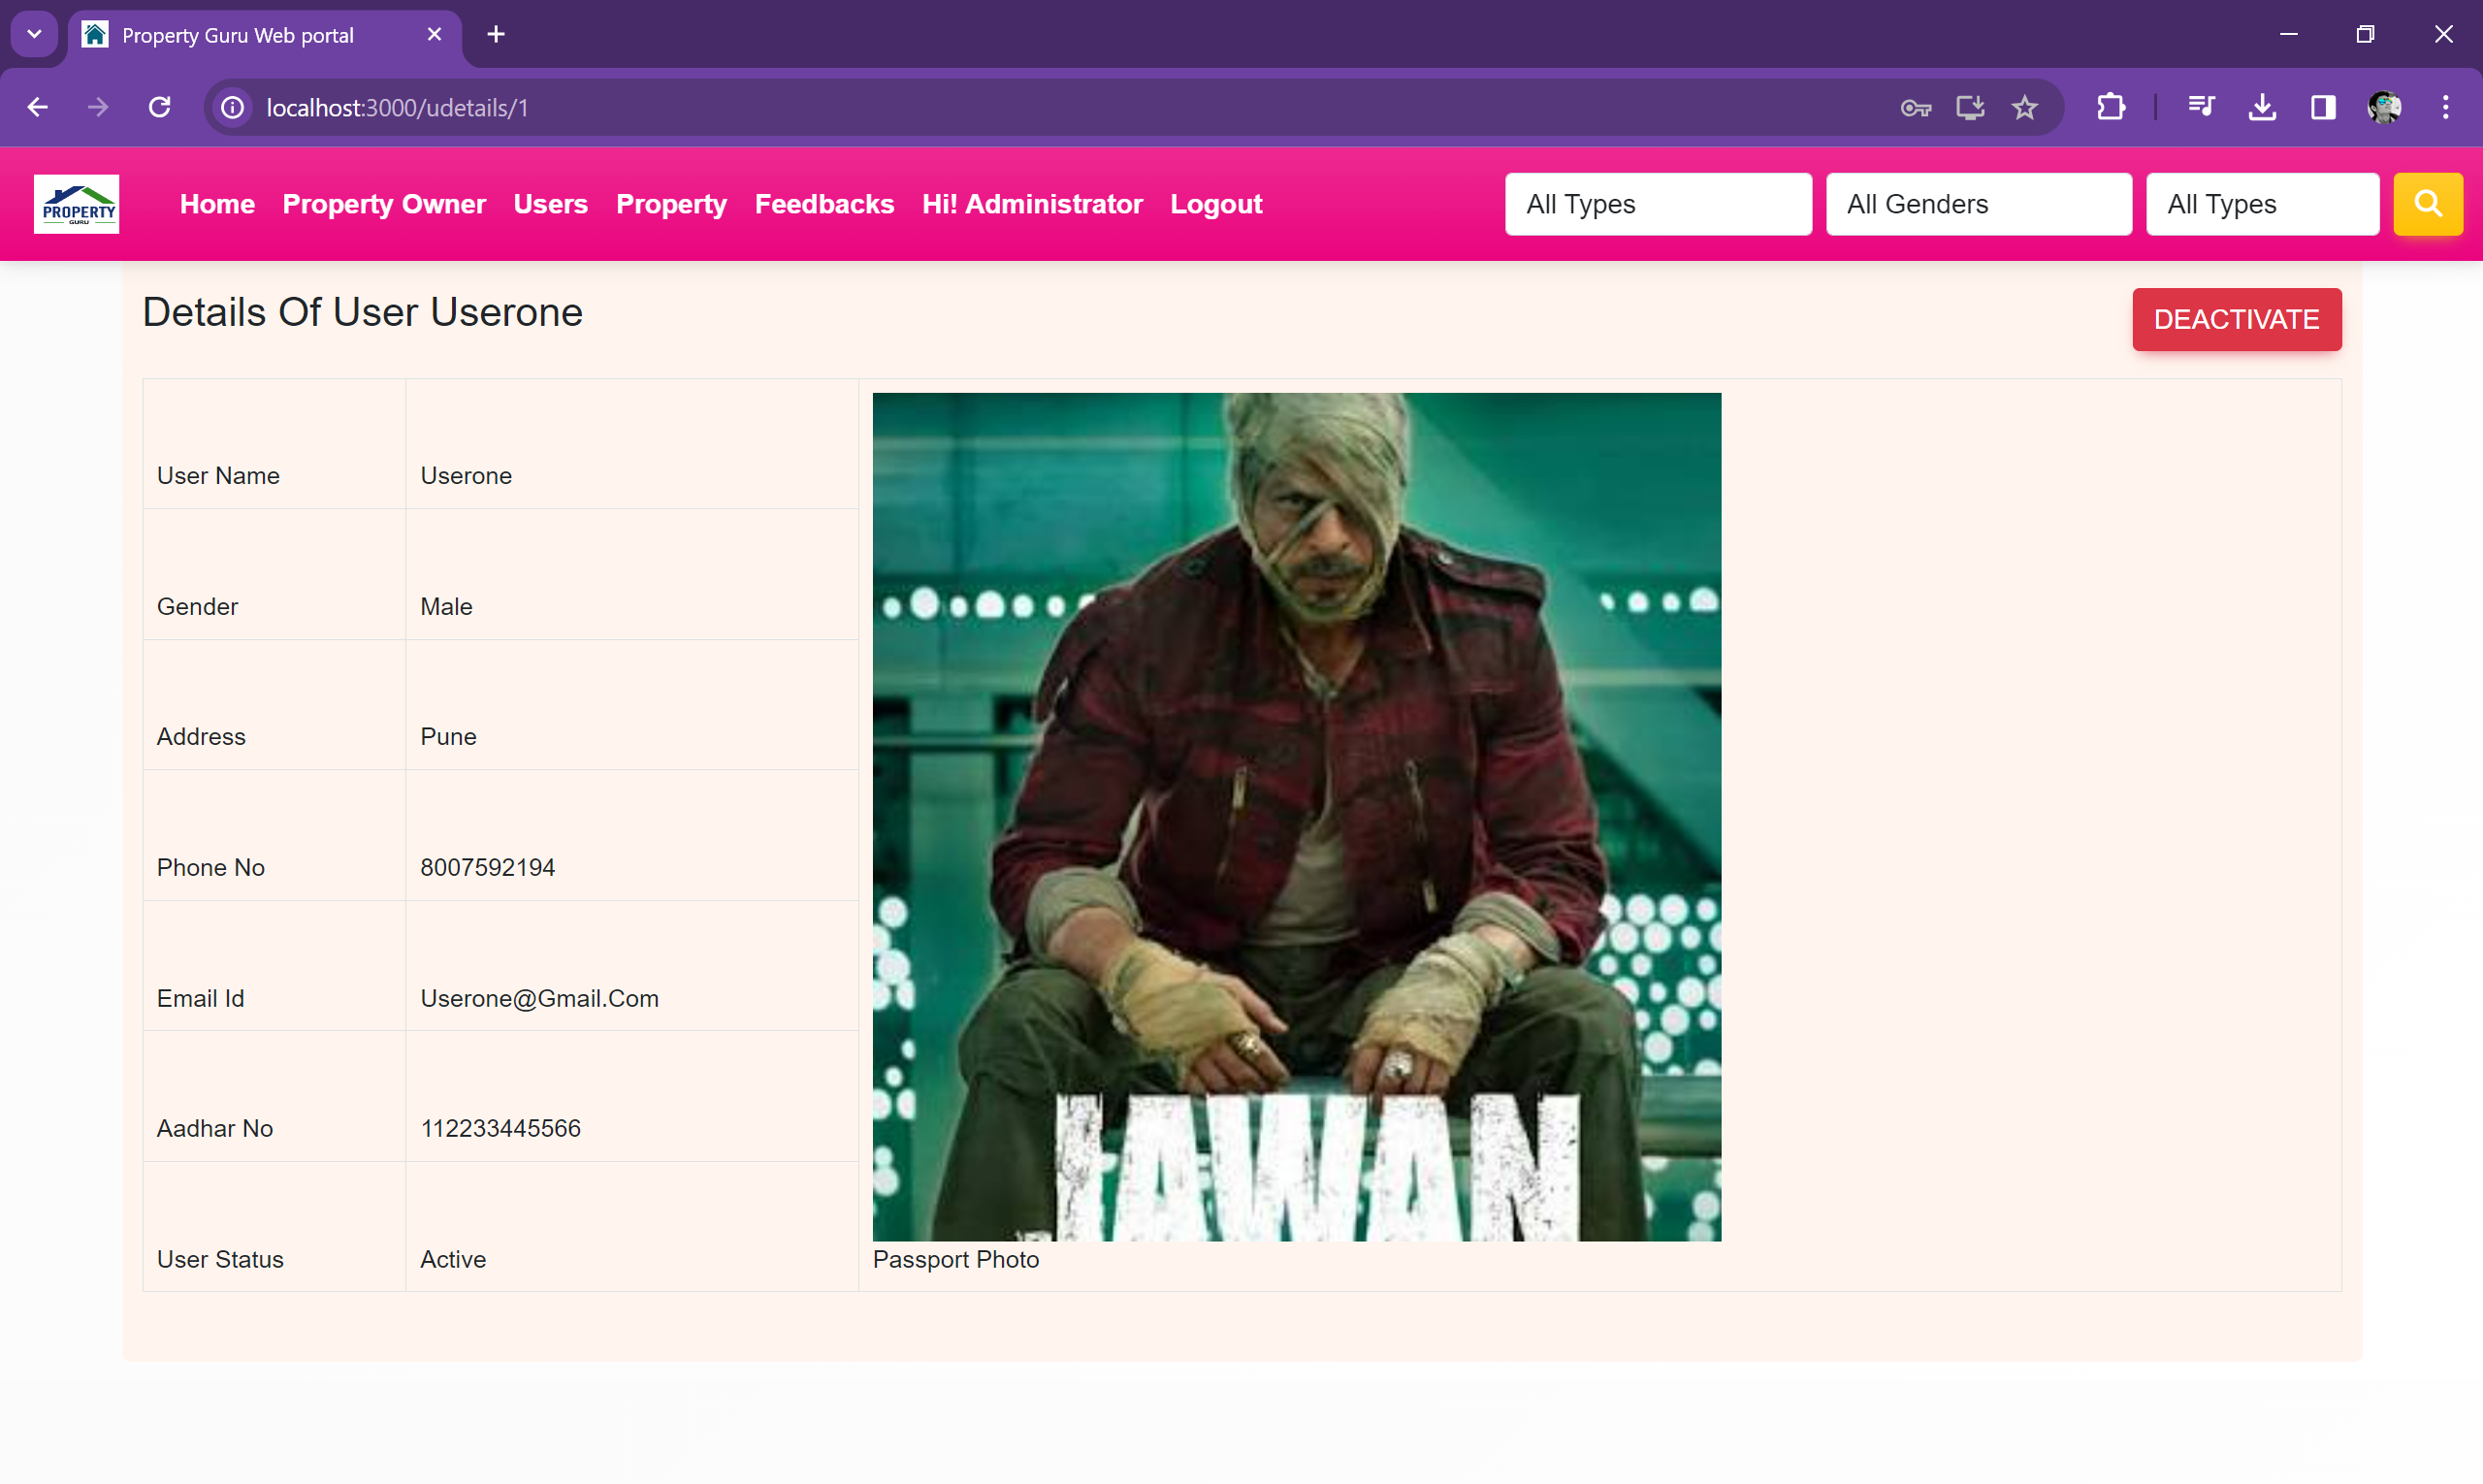 Property Guru Web portal
localhost:3000/udetails/1
PROPERTY
GURU
Home Property Owner Users Property Feedbacks Hi! Administrator Logout All Types All Genders All Types
Details Of User Userone
DEACTIVATE
User Name Userone
Gender Male
Address Pune
Phone No 8007592194
Email Id Userone@Gmail.Com
Aadhar No 112233445566
JAWAN
User Status Active Passport Photo